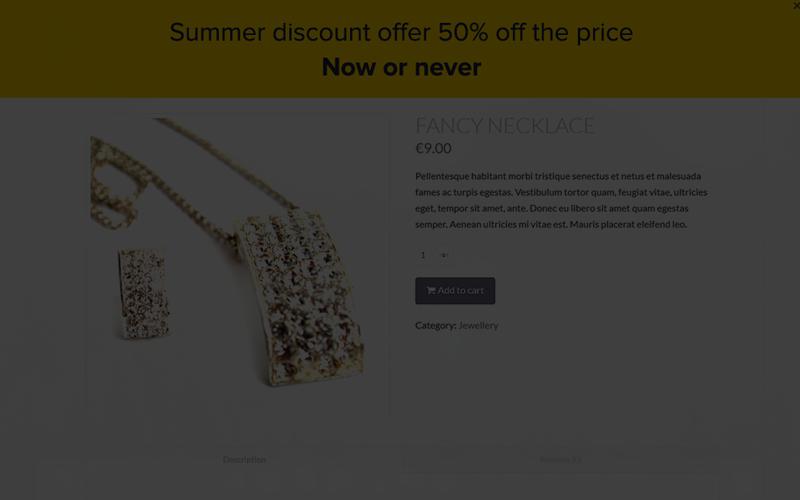 Summer discount offer 50% off the price
Now or never
FANCY NECKLACE
€9.00
Pellentesque habitant morbi tristique senectus et netus et malesuada
fames ac turpis egestas. Vestibulum tortor quam, feugiat vitae, ultricies
eget, tempor sit amet, ante. Donec eu libero sit amet quam egestas
semper. Aenean ultricies mi vitae est. Mauris placerat eleifend leo.
1
Add to cart
Category: Jewellery
Description